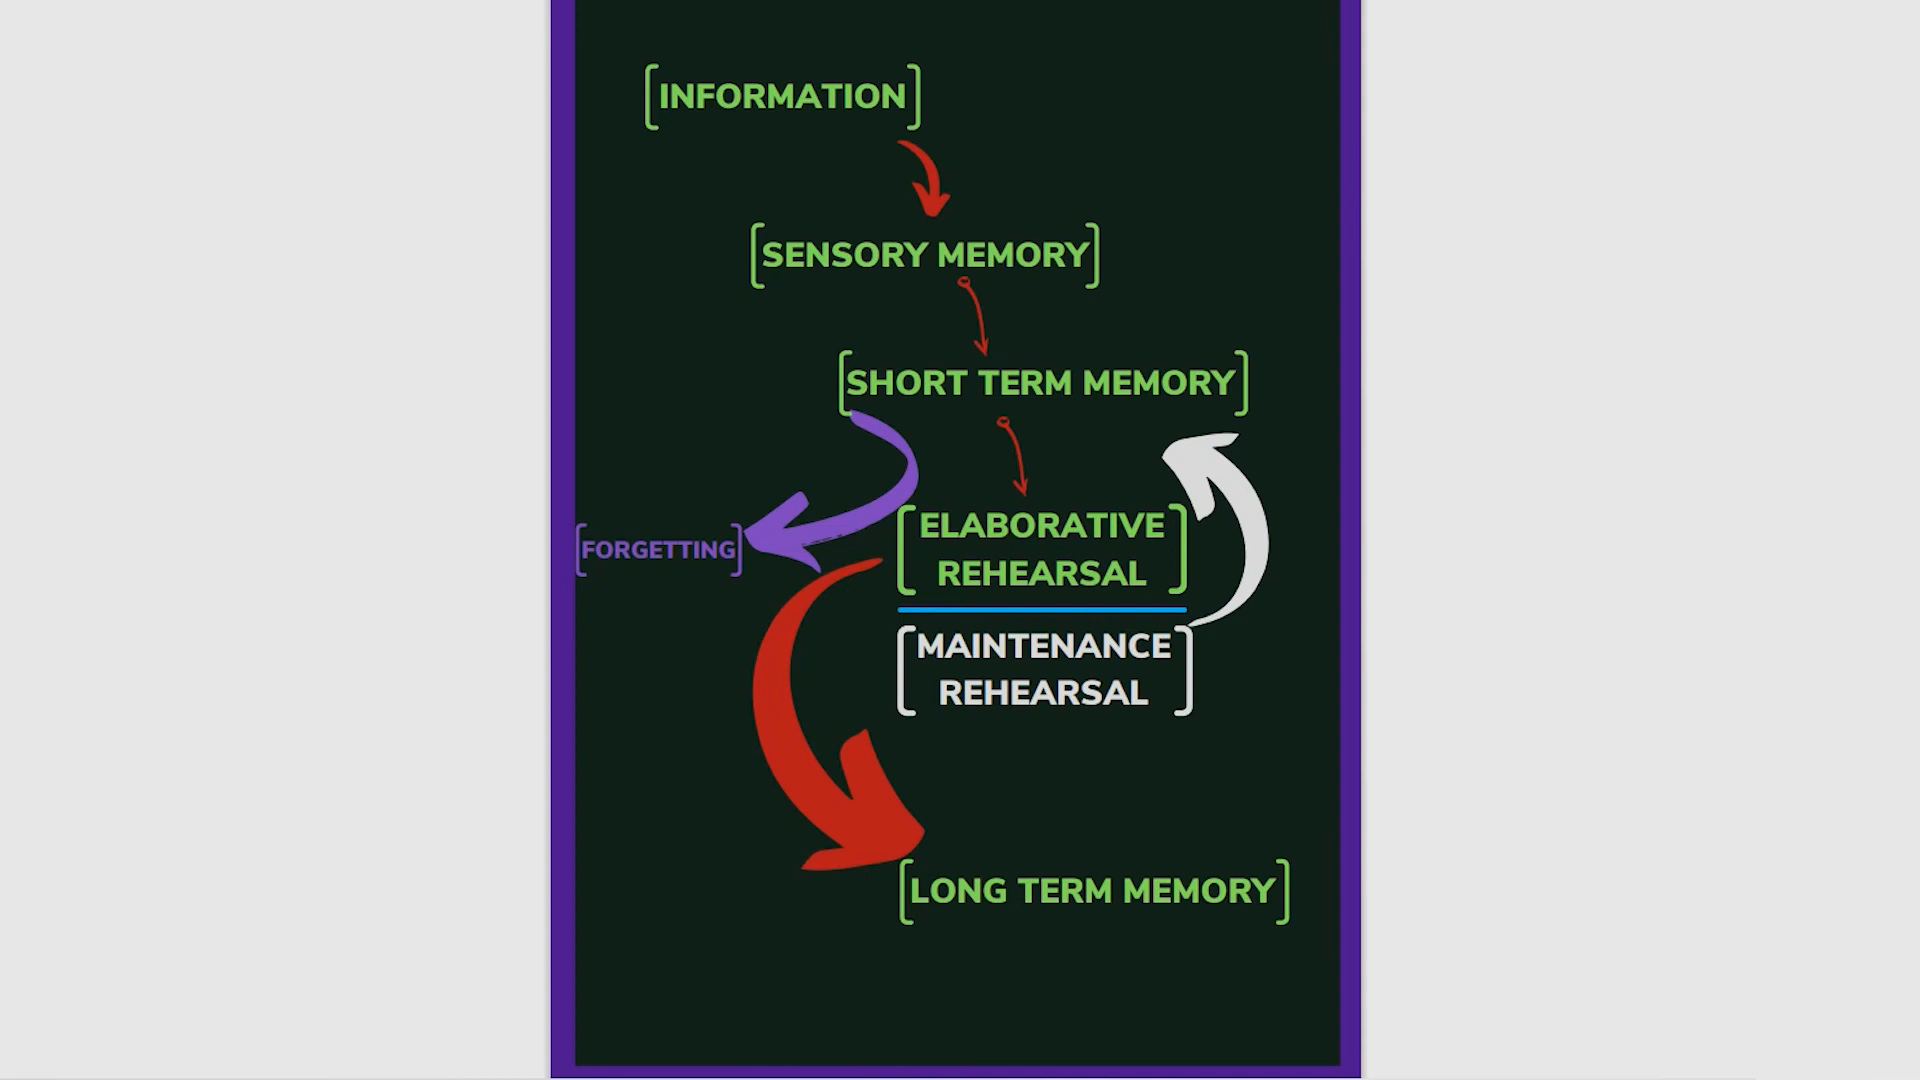 [INFORMATION]
[SENSORY MEMORY]
[SHORT TERM MEMORY]
[ELABORATIVE
REHEARSAL]
[FORGETTING]
[MAINTENANCE
REHEARSAL]
[LONG TERM MEMORY]